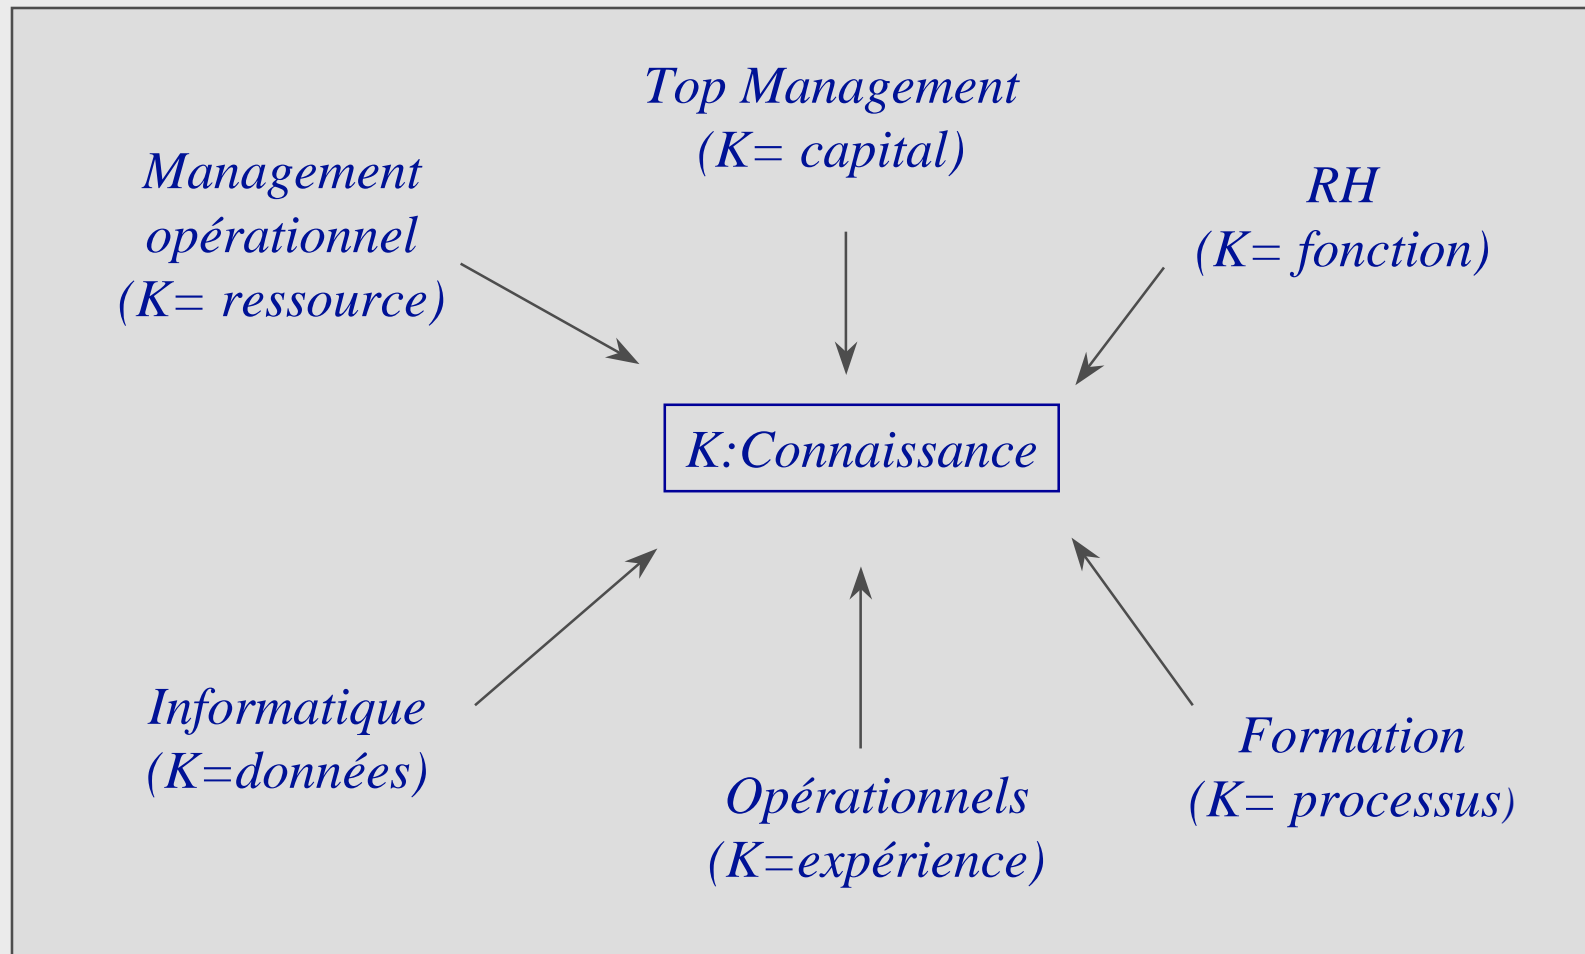 Top Management
(K= capital)
Management
opérationnel
(K= ressource)
RH
(K= fonction)
K:Connaissance
Informatique
(K=données)
Opérationnels
(K=expérience)
Formation
(K= processus)